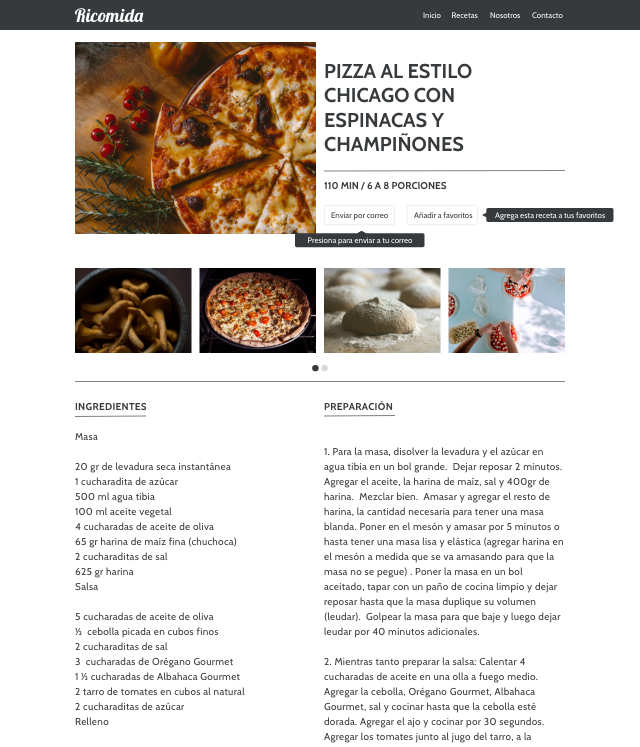 Ricomida
Inicio Recetas Nosotros Contacto
PIZZA AL ESTILO
CHICAGO CON
ESPINACAS Y
CHAMPIÑONES
110 MIN / 6 A 8 PORCIONES
Enviar por correo
Añadir a favoritos
Agrega esta receta a tus favoritos
Presiona para enviar a tu correo
INGREDIENTES
Masa
20 gr de levadura seca instantánea
1 cucharadita de azúcar
500 ml agua tibia
100 ml aceite vegetal
4 cucharadas de aceite de oliva
65 gr harina de maíz fina (chuchoca)
2 cucharaditas de sal
625 gr harina
Salsa
5 cucharadas de aceite de oliva
½  cebolla picada en cubos finos
2 cucharaditas de sal
3  cucharadas de Orégano Gourmet
1 ½ cucharadas de Albahaca Gourmet
2 tarro de tomates en cubos al natural
2 cucharaditas de azúcar
Relleno
PREPARACIÓN
1. Para la masa, disolver la levadura y el azúcar en
agua tibia en un bol grande.  Dejar reposar 2 minutos.
Agregar el aceite, la harina de maíz, sal y 400gr de
harina.  Mezclar bien.  Amasar y agregar el resto de
harina, la cantidad necesaria para tener una masa
blanda. Poner en el mesón y amasar por 5 minutos o
hasta tener una masa lisa y elástica (agregar harina en
el mesón a medida que se va amasando para que la
masa no se pegue) . Poner la masa en un bol
aceitado, tapar con un paño de cocina limpio y dejar
reposar hasta que la masa duplique su volumen
(leudar).  Golpear la masa para que baje y luego dejar
leudar por 40 minutos adicionales.
2. Mientras tanto preparar la salsa: Calentar 4
cucharadas de aceite en una olla a fuego medio.
Agregar la cebolla, Orégano Gourmet, Albahaca
Gourmet, sal y cocinar hasta que la cebolla esté
dorada. Agregar el ajo y cocinar por 30 segundos.
Agregar los tomates junto al jugo del tarro, a la